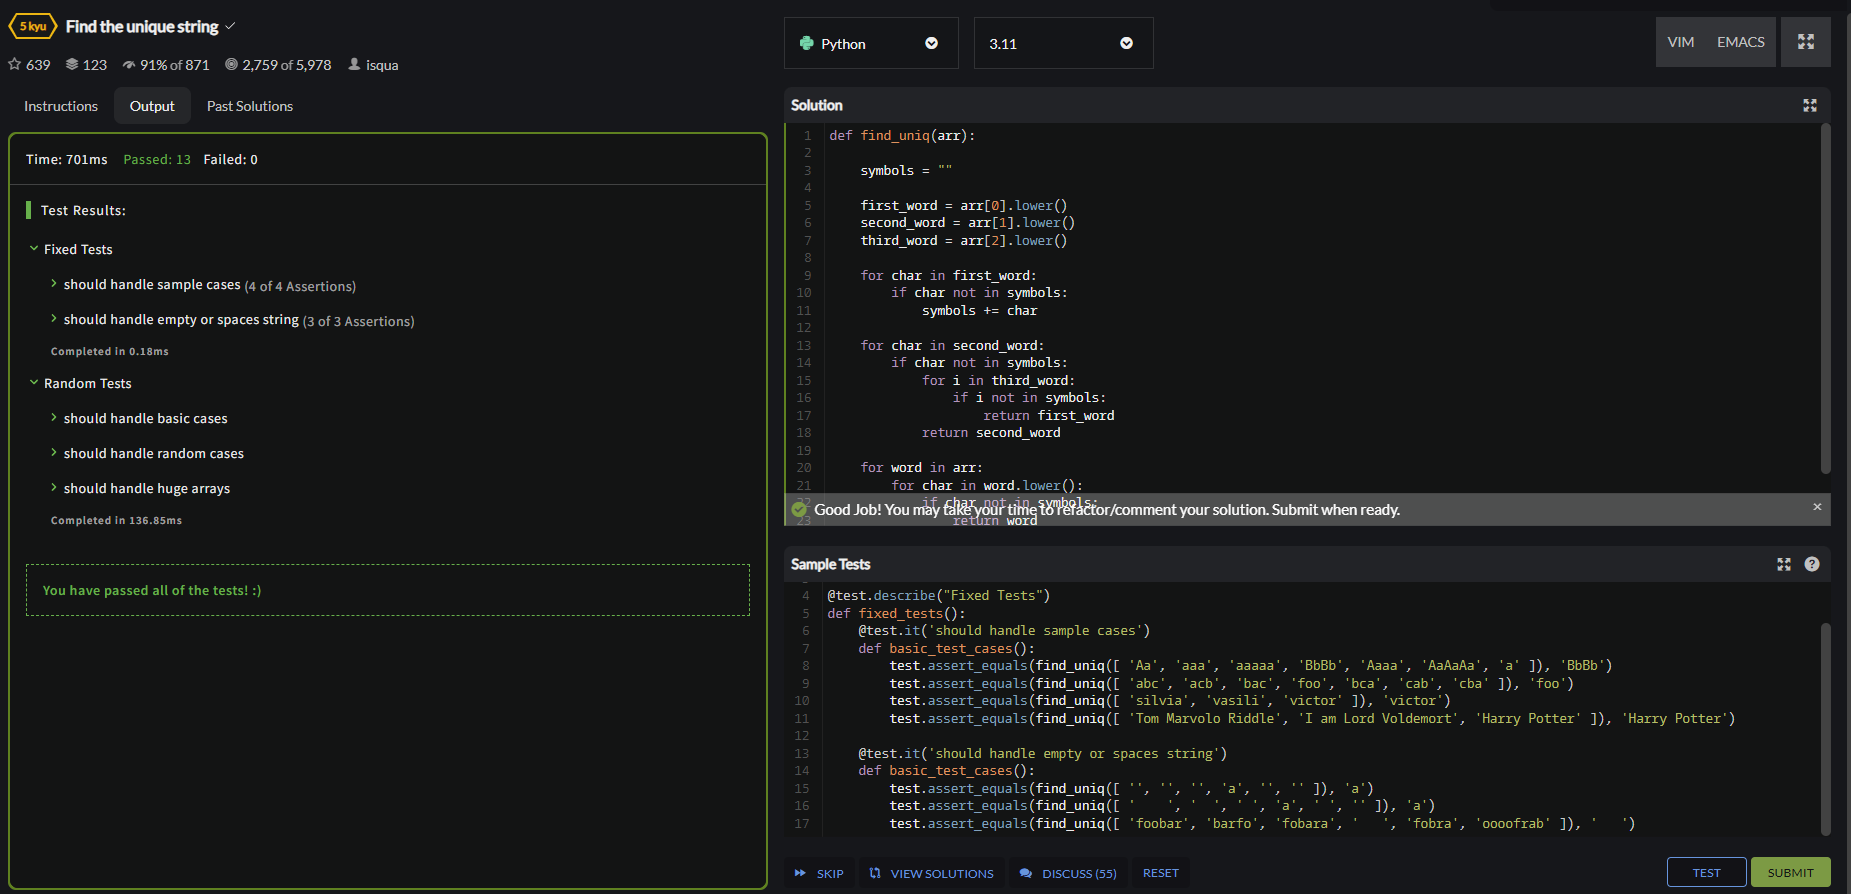 5 kyu Find the unique string
639 123 91% of 871 2,759 of 5,978 isqua
Instructions Output Past Solutions
Time: 701ms Passed: 13 Failed: 0
Test Results:
Fixed Tests
should handle sample cases (4 of 4 Assertions)
should handle empty or spaces string (3 of 3 Assertions)
Completed in 0.18ms
Random Tests
should handle basic cases
should handle random cases
should handle huge arrays
Completed in 136.85ms
You have passed all of the tests! :)
Python 3.11 VIM EMACS
Solution
1 def find_uniq(arr):
2
3     symbols = ""
4
5     first_word = arr[0].lower()
6     second_word = arr[1].lower()
7     third_word = arr[2].lower()
8
9     for char in first_word:
10         if char not in symbols:
11             symbols += char
12
13     for char in second_word:
14         if char not in symbols:
15             for i in third_word:
16                 if i not in symbols:
17                     return first_word
18             return second_word
19
20     for word in arr:
21         for char in word.lower():
22             if char not in symbols:
23                 return word
Good Job! You may take your time to refactor/comment your solution. Submit when ready.
Sample Tests
4 @test.describe("Fixed Tests")
5 def fixed_tests():
6     @test.it('should handle sample cases')
7     def basic_test_cases():
8         test.assert_equals(find_uniq([ 'Aa', 'aaa', 'aaaaa', 'BbBb', 'Aaaa', 'AaAaAa', 'a' ]), 'BbBb')
9         test.assert_equals(find_uniq([ 'abc', 'acb', 'bac', 'foo', 'bca', 'cab', 'cba' ]), 'foo')
10         test.assert_equals(find_uniq([ 'silvia', 'vasili', 'victor' ]), 'victor')
11         test.assert_equals(find_uniq([ 'Tom Marvolo Riddle', 'I am Lord Voldemort', 'Harry Potter' ]), 'Harry Potter')
12
13     @test.it('should handle empty or spaces string')
14     def basic_test_cases():
15         test.assert_equals(find_uniq([ '', '', '', 'a', '', '' ]), 'a')
16         test.assert_equals(find_uniq([ '    ', '  ', ' ', 'a', ' ', '' ]), 'a')
17         test.assert_equals(find_uniq([ 'foobar', 'barfo', 'fobara', '   ', 'fobra', 'oooofrab' ]), '   ')
SKIP VIEW SOLUTIONS DISCUSS (55) RESET TEST SUBMIT